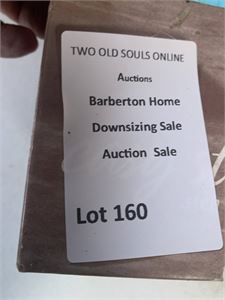 TWO OLD SOULS ONLINE
Auctions
Barberton Home
Downsizing Sale
Auction Sale
Lot 160